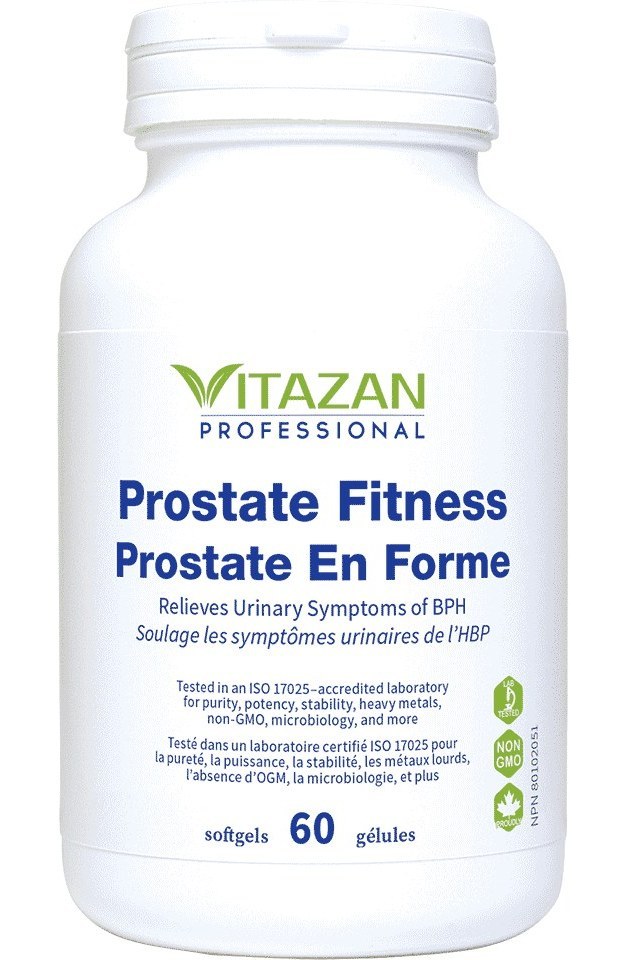 VITAZAN
PROFESSIONAL
Prostate Fitness
Prostate En Forme
Relieves Urinary Symptoms of BPH
Soulage les symptômes urinaires de l’HBP
Tested in an ISO 17025–accredited laboratory
for purity, potency, stability, heavy metals,
non-GMO, microbiology, and more
Testé dans un laboratoire certifié ISO 17025 pour
la pureté, la puissance, la stabilité, les métaux lourds,
l’absence d’OGM, la microbiologie, et plus
softgels 60 gélules
LAB
TESTED
NON
GMO
PROUDLY
NPN 80102051